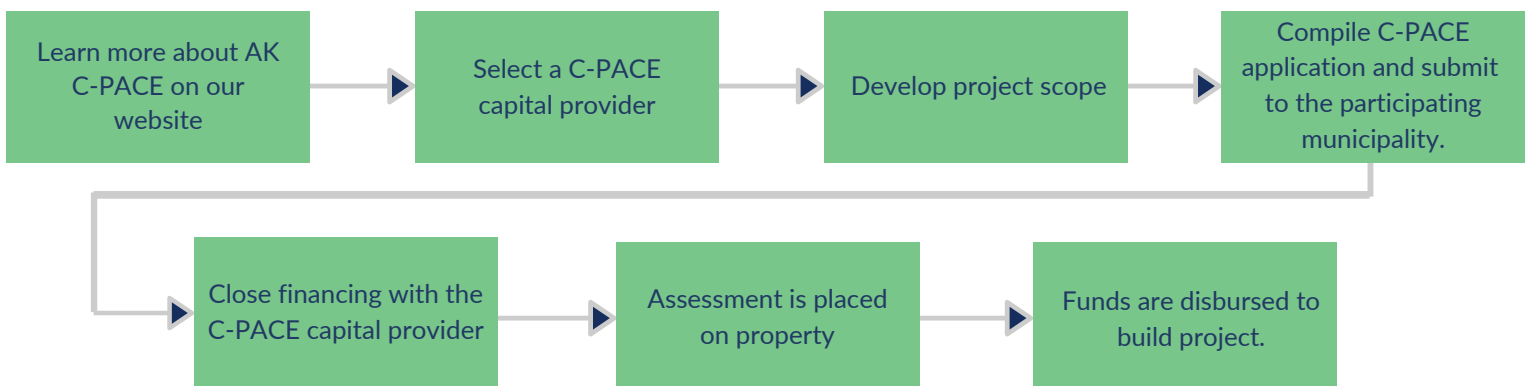 Learn more about AK
C-PACE on our
website
Select a C-PACE
capital provider
Develop project scope
Compile C-PACE
application and submit
to the participating
municipality.
Close financing with the
C-PACE capital provider
Assessment is placed
on property
Funds are disbursed to
build project.